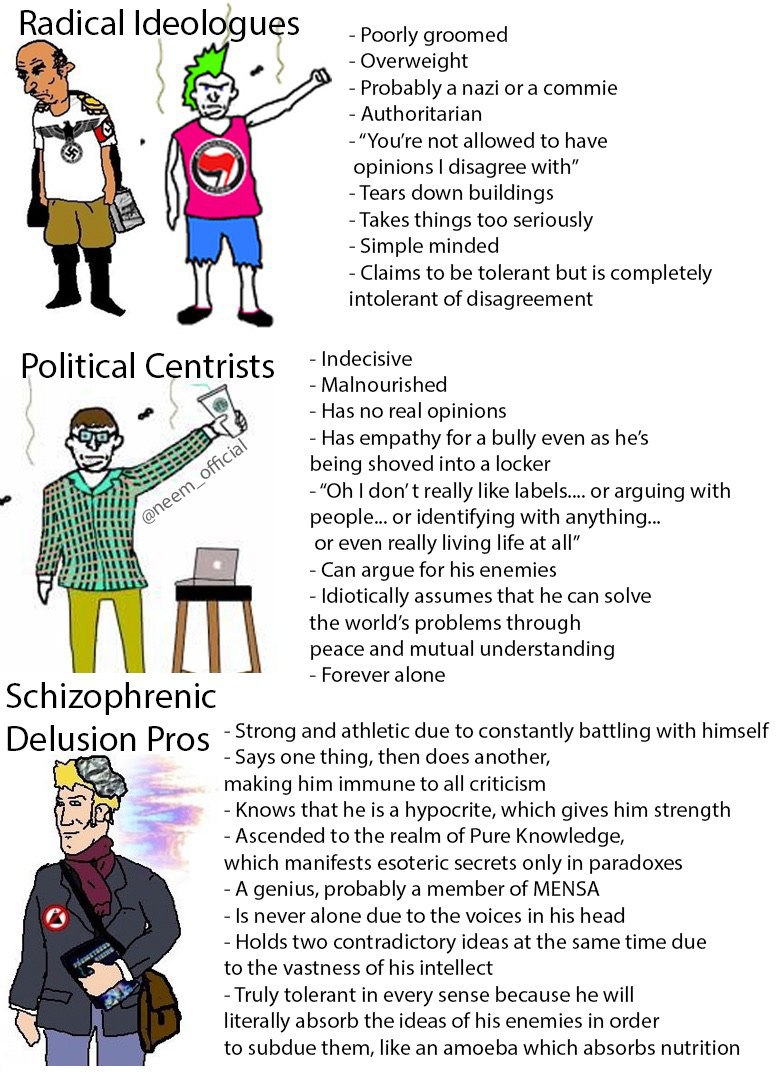 Radical Ideologues
- Poorly groomed
- Overweight
- Probably a nazi or a commie
- Authoritarian
- “You’re not allowed to have
opinions I disagree with”
- Tears down buildings
- Takes things too seriously
- Simple minded
- Claims to be tolerant but is completely
intolerant of disagreement
Political Centrists
- Indecisive
- Malnourished
- Has no real opinions
- Has empathy for a bully even as he’s
being shoved into a locker
- “Oh I don’t really like labels.... or arguing with
people... or identifying with anything...
or even really living life at all”
- Can argue for his enemies
- Idiotically assumes that he can solve
the world’s problems through
peace and mutual understanding
- Forever alone
@neem_official
Schizophrenic
Delusion Pros
- Strong and athletic due to constantly battling with himself
- Says one thing, then does another,
making him immune to all criticism
- Knows that he is a hypocrite, which gives him strength
- Ascended to the realm of Pure Knowledge,
which manifests esoteric secrets only in paradoxes
- A genius, probably a member of MENSA
- Is never alone due to the voices in his head
- Holds two contradictory ideas at the same time due
to the vastness of his intellect
- Truly tolerant in every sense because he will
literally absorb the ideas of his enemies in order
to subdue them, like an amoeba which absorbs nutrition